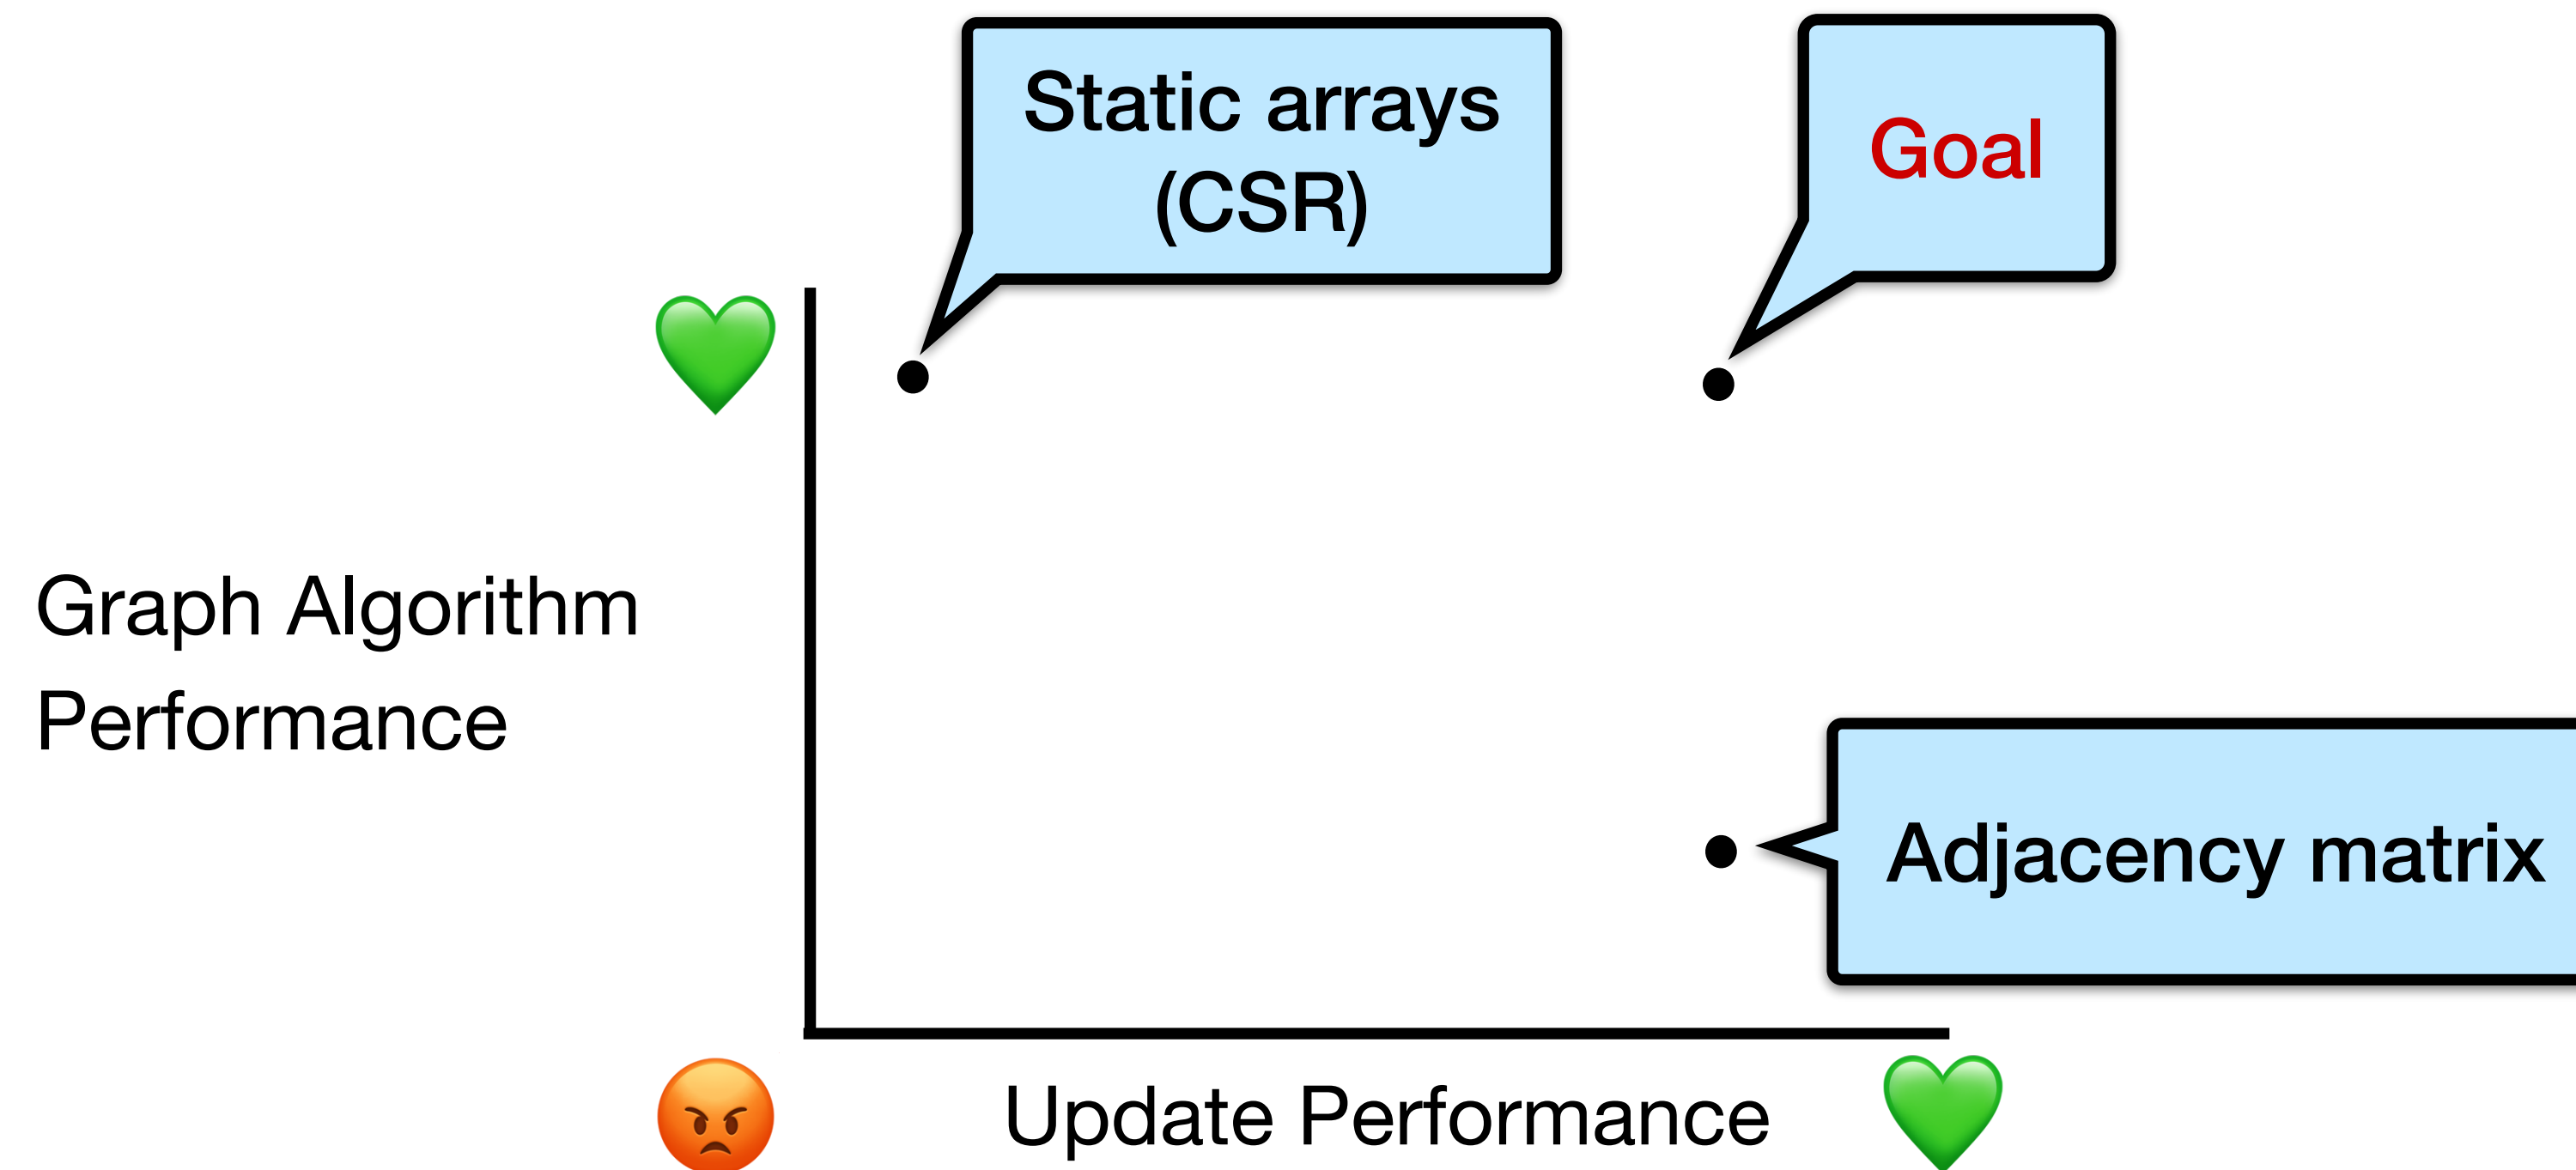 Static arrays
(CSR)
Goal
Graph Algorithm
Performance
Adjacency matrix
Update Performance